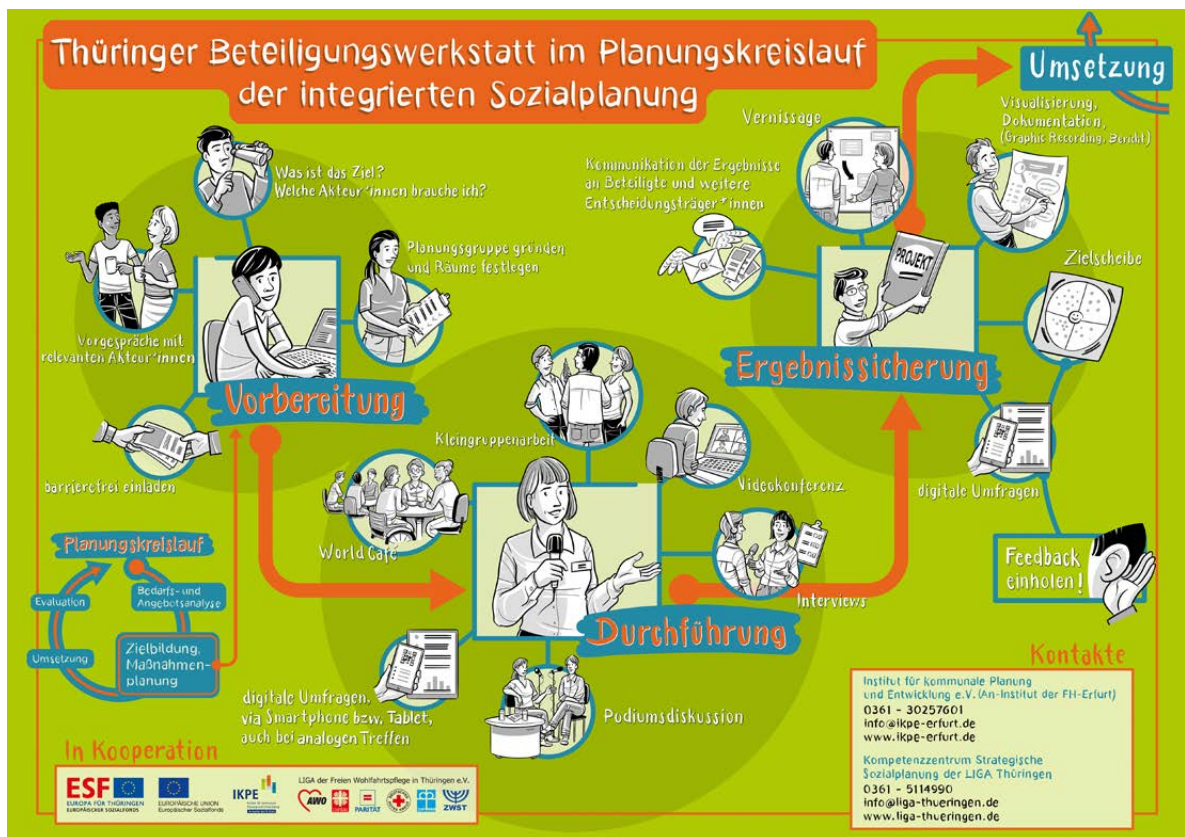 Thüringer Beteiligungswerkstatt im Planungskreislauf
der integrierten Sozialplanung
Umsetzung
Was ist das Ziel?
Welche Akteur*innen brauche ich?
Planungsgruppe gründen
und Räume festlegen
Vorgespräche mit
relevanten Akteur*innen
Vorbereitung
barrierefrei einladen
Vernissage
Visualisierung,
Dokumentation,
(Graphic Recording, Bericht)
Kommunikation der Ergebnisse
an Beteiligte und weitere
Entscheidungsträger*innen
PROJEKT
Zielscheibe
Ergebnissicherung
digitale Umfragen
Feedback
einholen!
Kleingruppenarbeit
Videokonferenz
World Café
Interviews
Durchführung
digitale Umfragen,
via Smartphone bzw. Tablet,
auch bei analogen Treffen
Podiumsdiskussion
Planungskreislauf
Evaluation
Bedarfs- und
Angebotsanalyse
Umsetzung
Zielbildung,
Maßnahmen-
planung
In Kooperation
ESF
EUROPA FÜR THÜRINGEN
EUROPÄISCHER SOZIALFONDS
EUROPÄISCHE UNION
Europäischer Sozialfonds
IKPE
LIGA der Freien Wohlfahrtspflege in Thüringen e.V.
AWO
PARITÄT
ZWST
Kontakte
Institut für kommunale Planung
und Entwicklung e.V. (An-Institut der FH-Erfurt)
0361 - 30257601
info@ikpe-erfurt.de
www.ikpe-erfurt.de
Kompetenzzentrum Strategische
Sozialplanung der LIGA Thüringen
0361 - 5114990
info@liga-thueringen.de
www.liga-thueringen.de